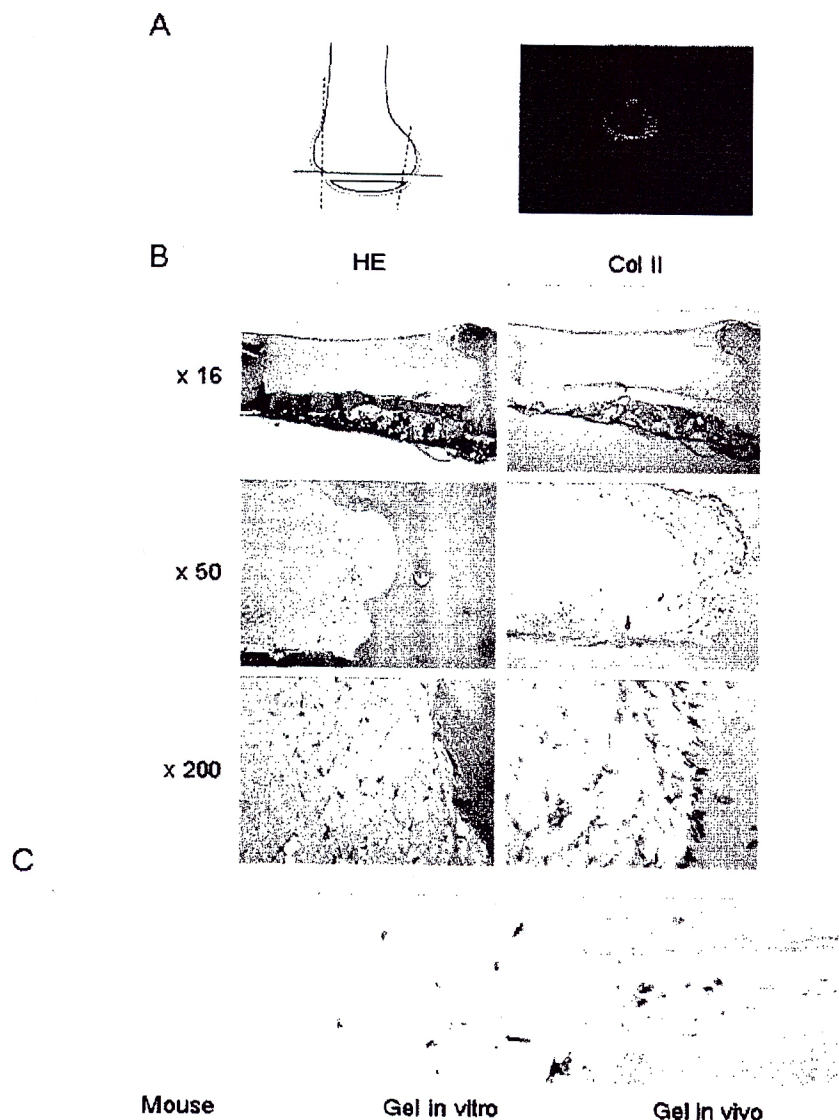 A
B
HE Col II
x 16
x 50
x 200
C
Mouse Gel in vitro Gel in vivo